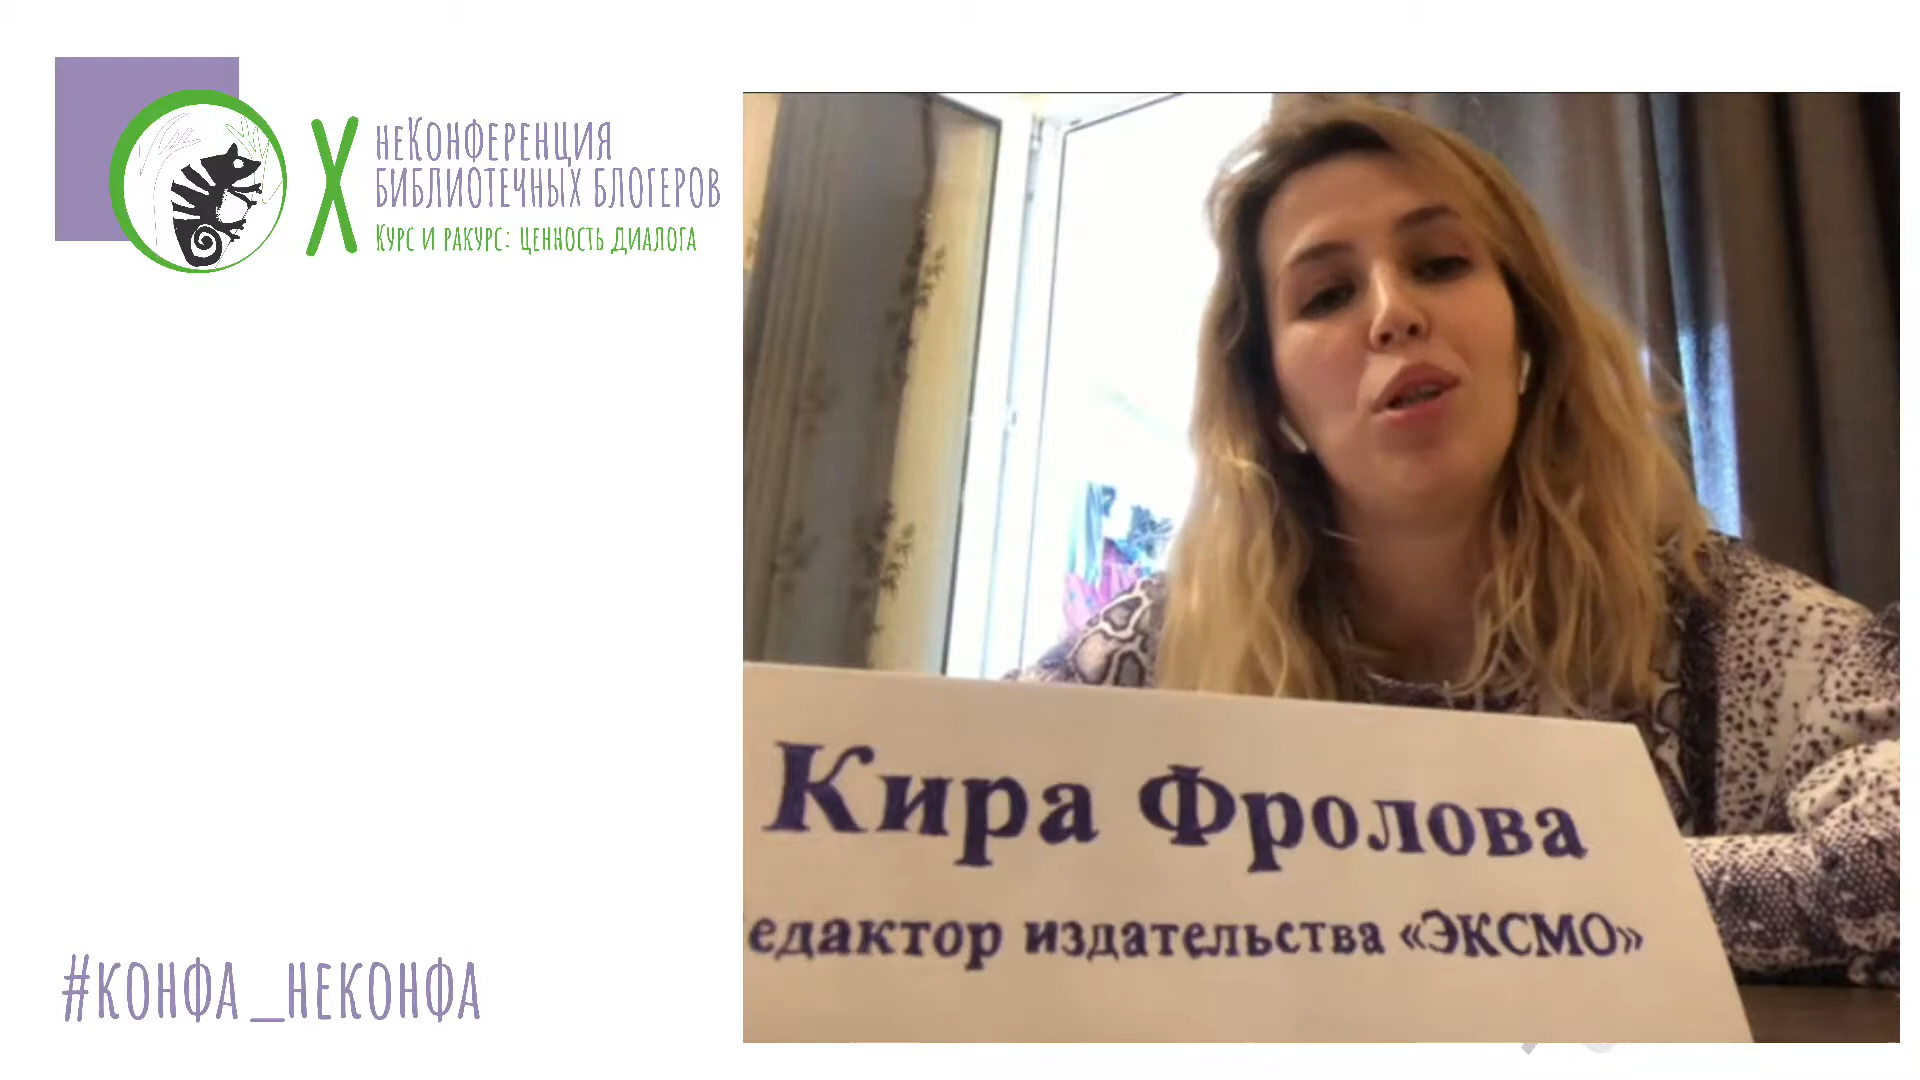 X
неКонференция
библиотечных блогеров
Курс и ракурс: ценность диалога
Кира Фролова
едактор издательства «ЭКСМО»
#конфа_неконфа